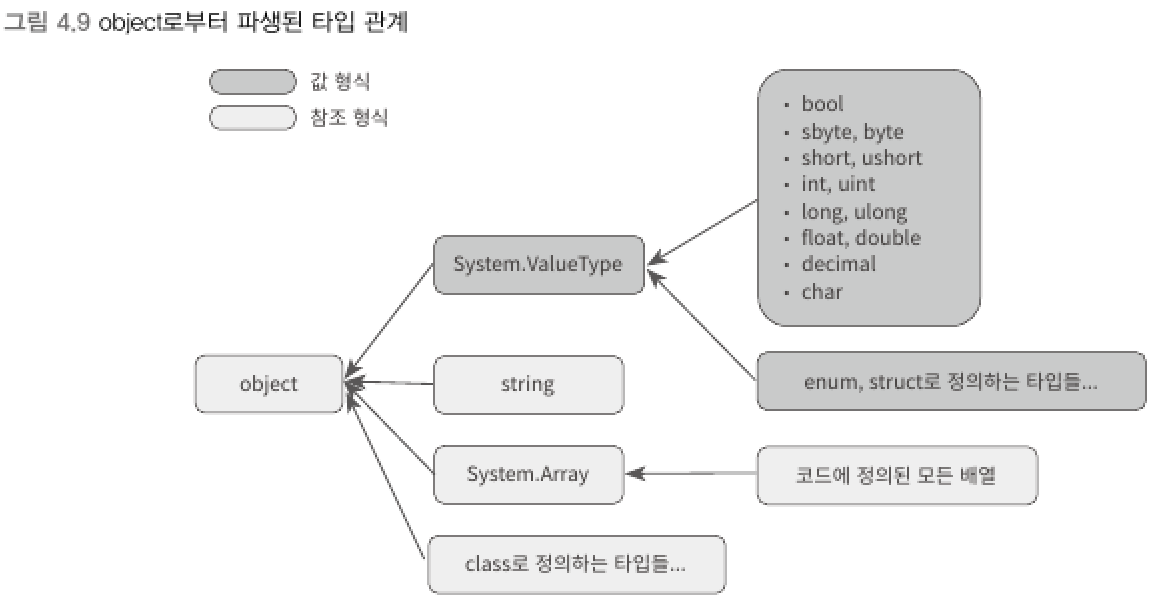 그림 4.9 object로부터 파생된 타입 관계
값 형식
참조 형식
• bool
• sbyte, byte
• short, ushort
• int, uint
• long, ulong
• float, double
• decimal
• char
System.ValueType
object
string
enum, struct로 정의하는 타입들...
System.Array
코드에 정의된 모든 배열
class로 정의하는 타입들...